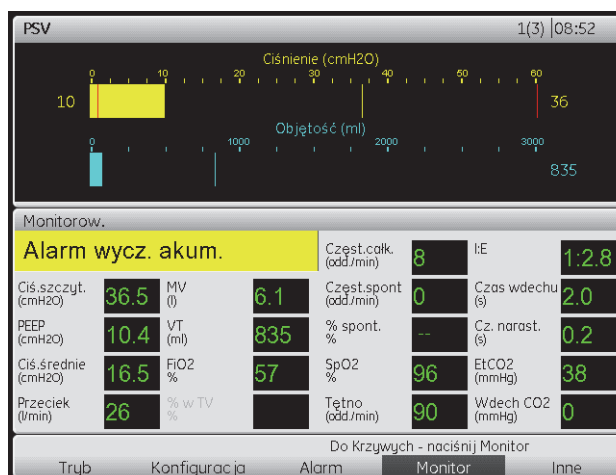 PSV 1(3) |08:52
Ciśnienie (cmH2O)
0 10 20 30 40 50 60
10 36
Objętość (ml)
0 1000 2000 3000
835
Monitorow.
Alarm wycz. akum.
Częst.całk. (odd./min) 8 I:E 1:2.8
Ciś.szczyt. (cmH2O) 36.5 MV (l) 6.1 Częst.spont (odd./min) 0 Czas wdechu (s) 2.0
PEEP (cmH2O) 10.4 VT (ml) 835 % spont. % -- Cz. narast. (s) 0.2
Ciś.średnie (cmH2O) 16.5 FiO2 % 57 SpO2 % 96 EtCO2 (mmHg) 38
Przeciek (l/min) 26 % w TV % Tętno (odd./min) 90 Wdech CO2 (mmHg) 0
Do Krzywych - naciśnij Monitor
Tryb Konfiguracja Alarm Monitor Inne